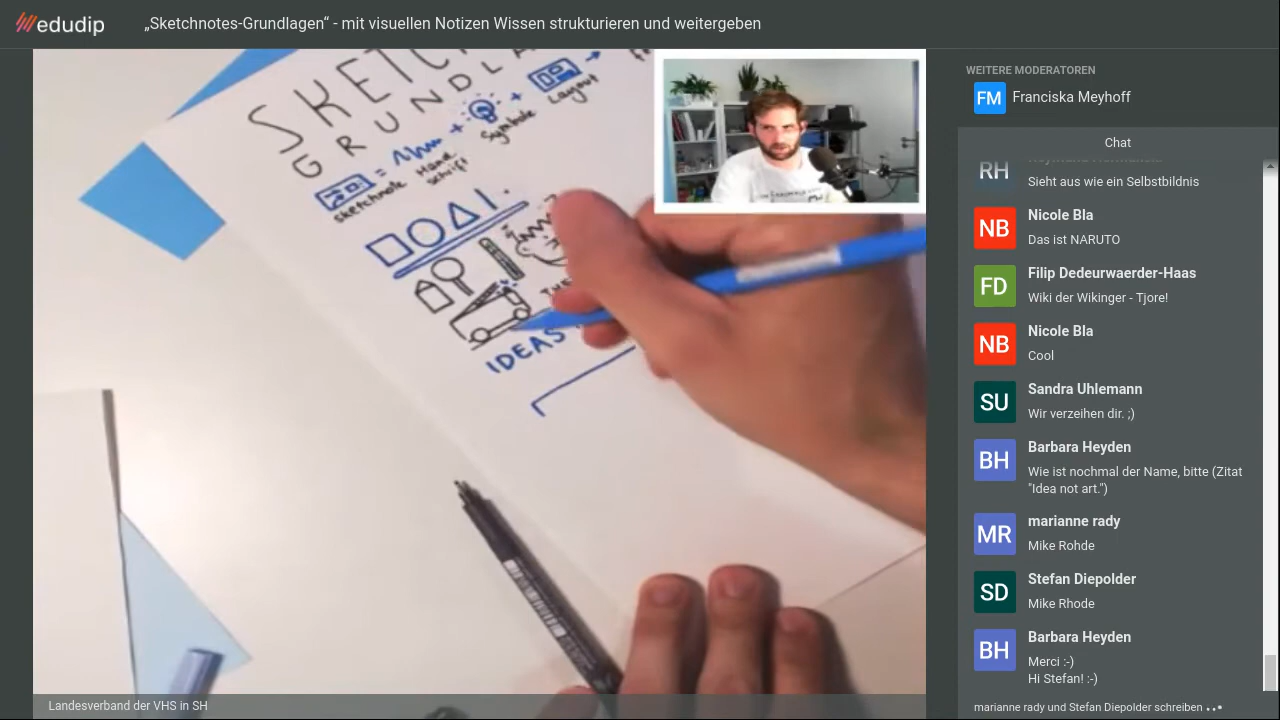 edudip
„Sketchnotes-Grundlagen“ - mit visuellen Notizen Wissen strukturieren und weitergeben
SKETC
GRUNDLA
sketchnote
=
Hand
schrift
+
Symbole
+
Layout
IDEAS
Landesverband der VHS in SH
WEITERE MODERATOREN
FM
Franciska Meyhoff
Chat
RH
Sieht aus wie ein Selbstbildnis
NB
Nicole Bla
Das ist NARUTO
FD
Filip Dedeurwaerder-Haas
Wiki der Wikinger - Tjore!
NB
Nicole Bla
Cool
SU
Sandra Uhlemann
Wir verzeihen dir. ;)
BH
Barbara Heyden
Wie ist nochmal der Name, bitte (Zitat
"Idea not art.")
MR
marianne rady
Mike Rohde
SD
Stefan Diepolder
Mike Rhode
BH
Barbara Heyden
Merci :-)
Hi Stefan! :-)
marianne rady und Stefan Diepolder schreiben